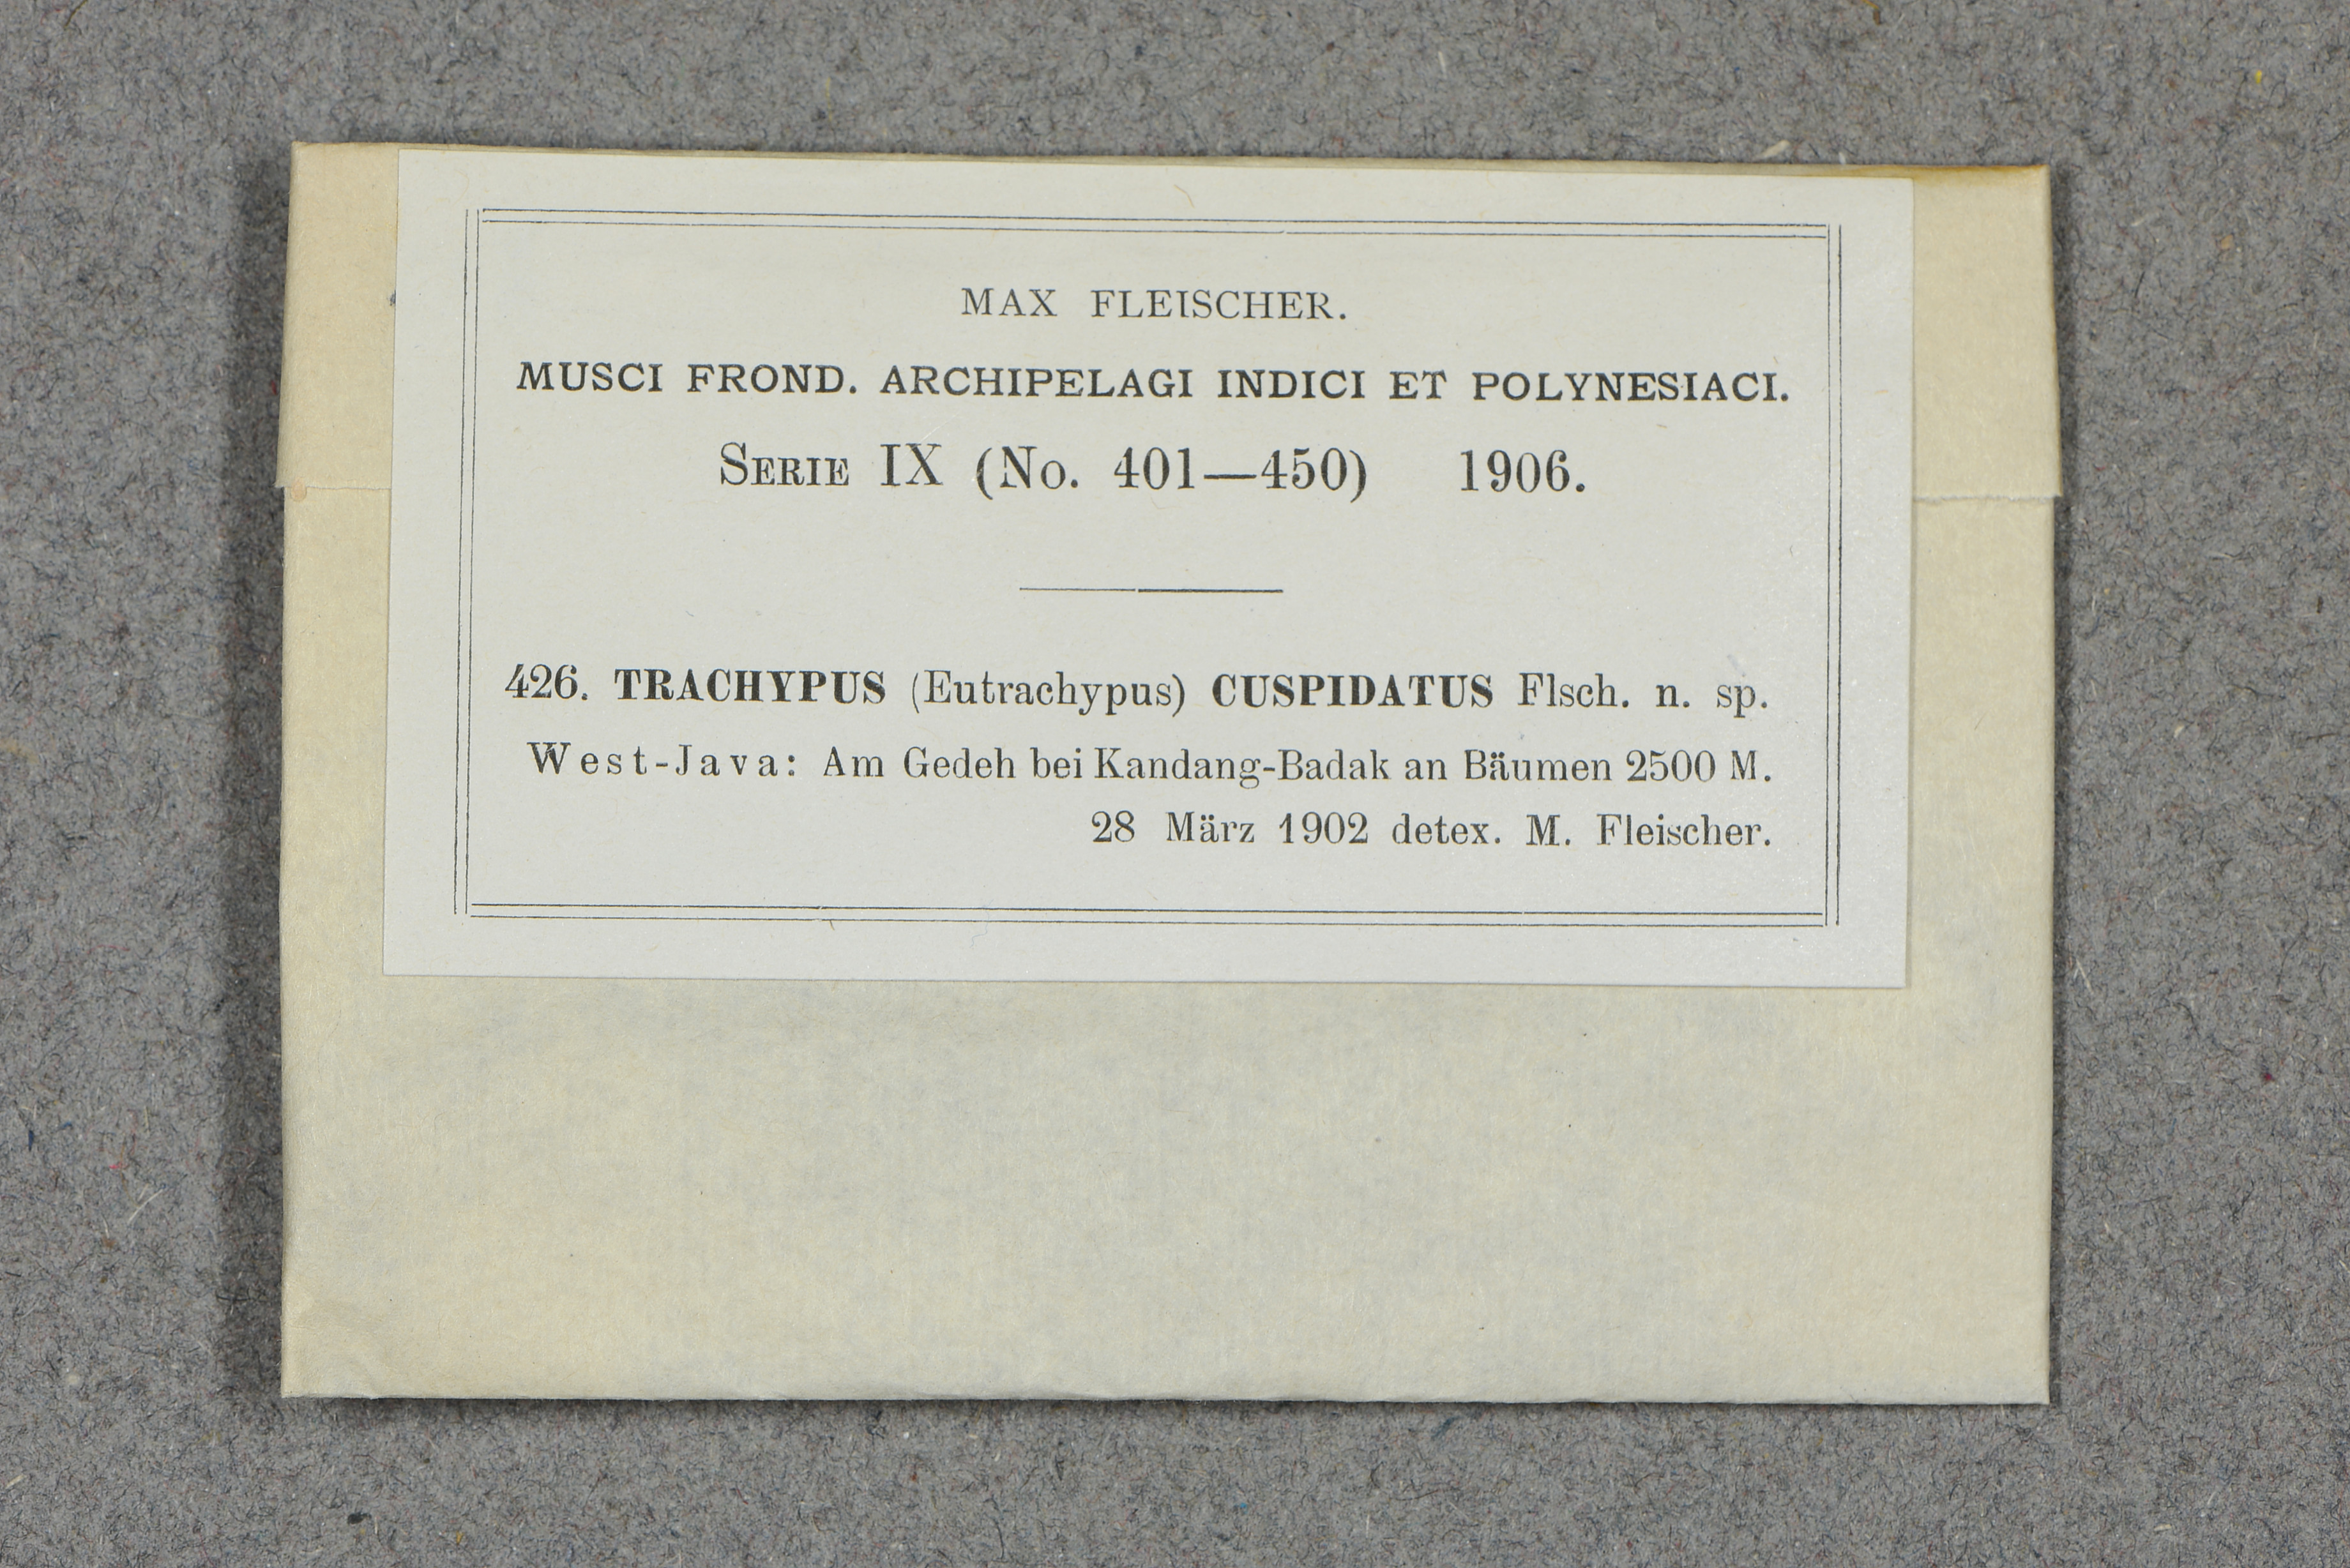 MAX FLEISCHER.
MUSCI FROND. ARCHIPELAGI INDICI ET POLYNESIACI.
SERIE IX (No. 401—450) 1906.
426. TRACHYPUS (Eutrachypus) CUSPIDATUS Flsch. n. sp.
West-Java: Am Gedeh bei Kandang-Badak an Bäumen 2500 M.
28 März 1902 detex. M. Fleischer.